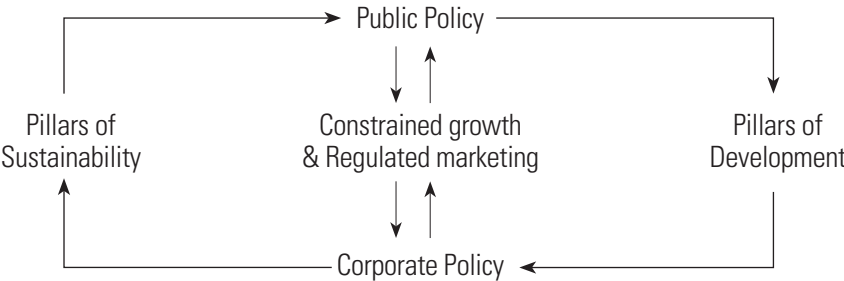 Public Policy
Pillars of
Sustainability
Constrained growth
& Regulated marketing
Pillars of
Development
Corporate Policy